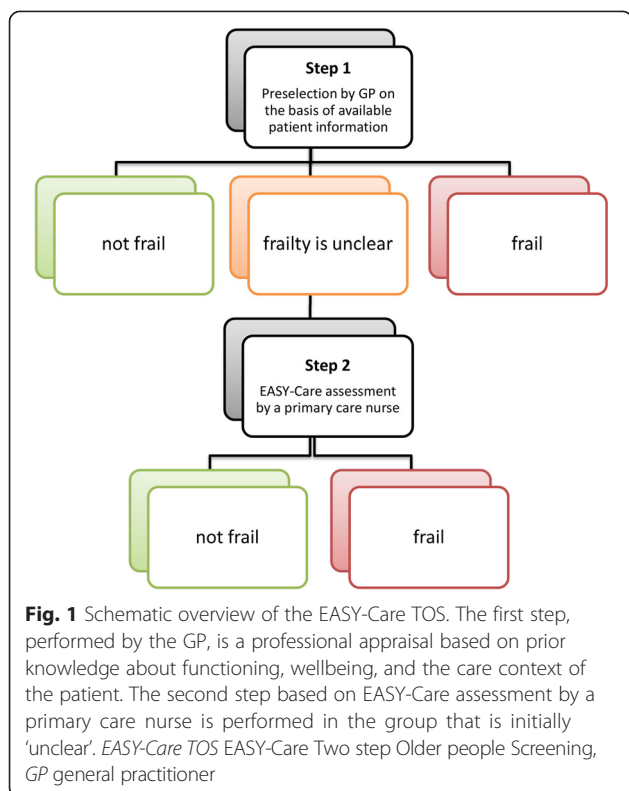 Step 1
Preselection by GP on
the basis of available
patient information
not frail
frailty is unclear
frail
Step 2
EASY-Care assessment
by a primary care nurse
not frail
frail
Fig. 1 Schematic overview of the EASY-Care TOS. The first step,
performed by the GP, is a professional appraisal based on prior
knowledge about functioning, wellbeing, and the care context of
the patient. The second step based on EASY-Care assessment by a
primary care nurse is performed in the group that is initially
'unclear'. EASY-Care TOS EASY-Care Two step Older people Screening,
GP general practitioner